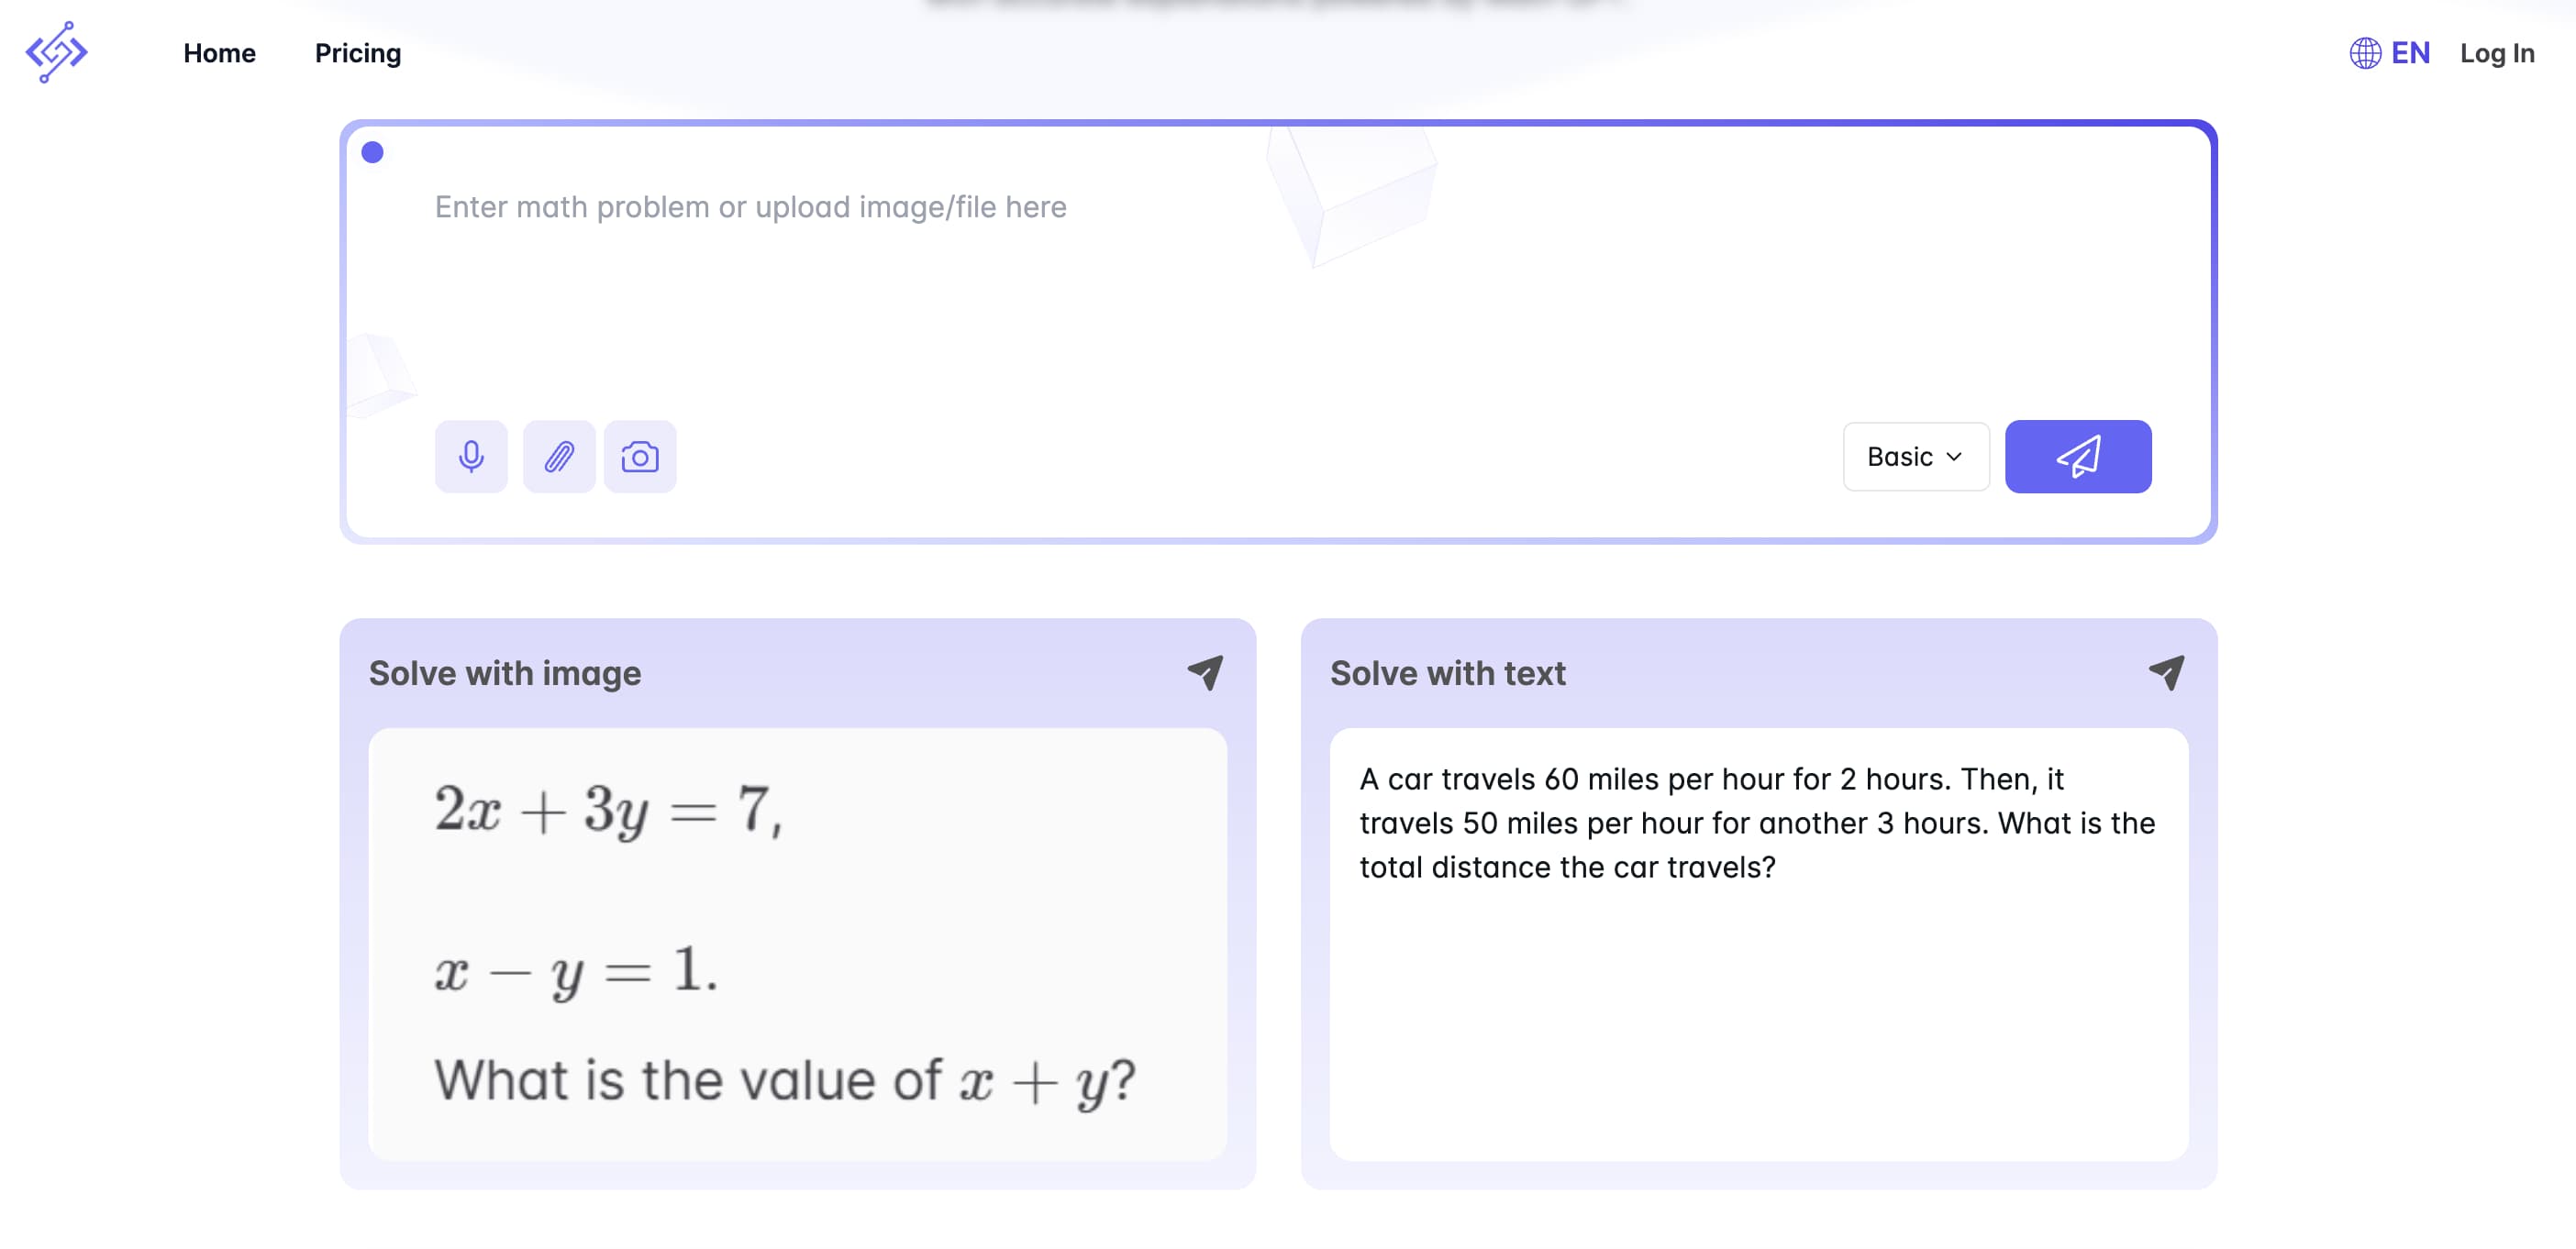 Home Pricing EN Log In
Enter math problem or upload image/file here
Basic
Solve with image
2x + 3y = 7,
x − y = 1.
What is the value of x + y?
Solve with text
A car travels 60 miles per hour for 2 hours. Then, it
travels 50 miles per hour for another 3 hours. What is the
total distance the car travels?